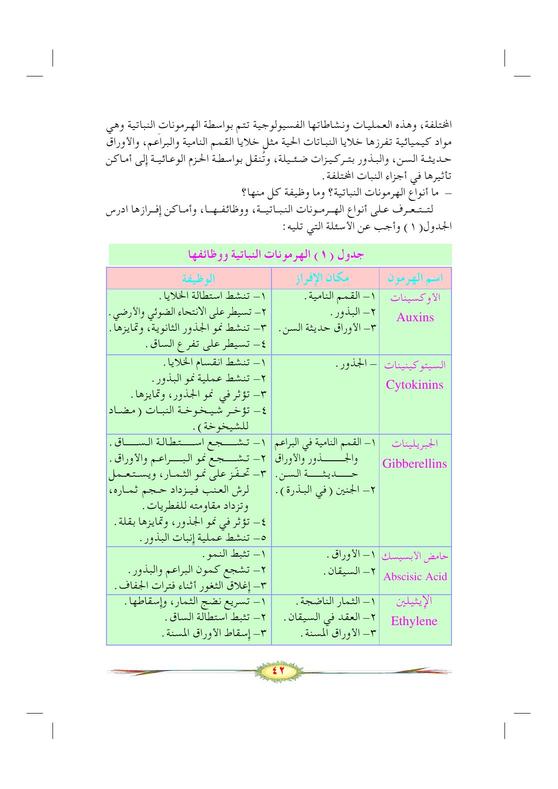 المختلفة، وهذه العمليات ونشاطاتها الفسيولوجية تتم بواسطة الهرمونات النباتية وهي
مواد كيميائية تفرزها خلايا النباتات الحية مثل خلايا القمم النامية والبراعم، والأوراق
حديثة السن، والبذور بتركيزات ضئيلة، وتُنقل بواسطة الحزم الوعائية إلى أماكن
تأثيرها في أجزاء النبات المختلفة.
– ما أنواع الهرمونات النباتية؟ وما وظيفة كل منها؟
لتتعرف على أنواع الهرمونات النباتية، ووظائفها، وأماكن إفرازها ادرس
الجدول (١) وأجب عن الأسئلة التي تليه:
جدول (١) الهرمونات النباتية ووظائفها
اسم الهرمون
مكان الإفراز
الوظيفة
الأوكسينات
Auxins
١– القمم النامية.
٢– البذور.
٣– الأوراق حديثة السن.
١– تنشط استطالة الخلايا.
٢– تسيطر على الانتحاء الضوئي والأرضي.
٣– تنشط نمو الجذور الثانوية، وتمايزها.
٤– تسيطر على تفرع الساق.
السيتوكينينات
Cytokinins
– الجذور.
١– تنشط انقسام الخلايا.
٢– تنشط عملية نمو البذور.
٣– تؤثر في نمو الجذور، وتمايزها.
٤– تؤخر شيخوخة النبات (مضاد
للشيخوخة).
الجبريلينات
Gibberellins
١– القمم النامية في البراعم
والجذور والأوراق
حديثة السن.
٢– الجنين (في البذرة).
١– تشجع استطالة الساق.
٢– تشجع نمو البراعم والأوراق.
٣– تحفز على نمو الثمار، ويستعمل
لرش العنب فيزداد حجم ثماره،
وتزداد مقاومته للفطريات.
٤– تؤثر في نمو الجذور، وتمايزها بقلة.
٥– تنشط عملية إنبات البذور.
حامض الأبسيسك
Abscisic Acid
١– الأوراق.
٢– السيقان.
١– تثبط النمو.
٢– تشجع كمون البراعم والبذور.
٣– إغلاق الثغور أثناء فترات الجفاف.
الإيثيلين
Ethylene
١– الثمار الناضجة.
٢– العقد في السيقان.
٣– الأوراق المسنة.
١– تسريع نضج الثمار، وإسقاطها.
٢– تثبط استطالة الساق.
٣– إسقاط الأوراق المسنة.
٤٢